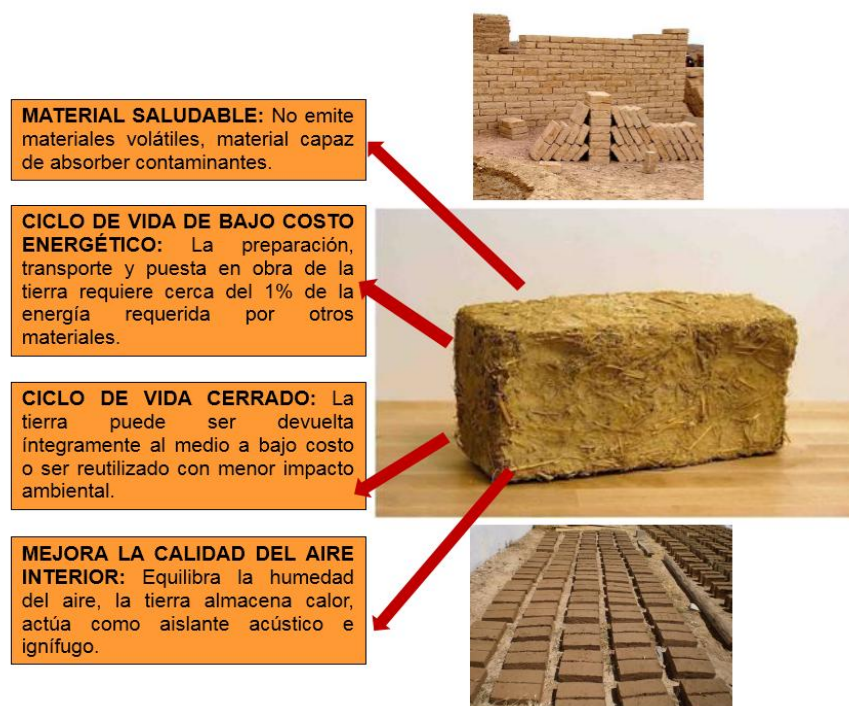 MATERIAL SALUDABLE: No emite
materiales volátiles, material capaz
de absorber contaminantes.
CICLO DE VIDA DE BAJO COSTO
ENERGÉTICO: La preparación,
transporte y puesta en obra de la
tierra requiere cerca del 1% de la
energía requerida por otros
materiales.
CICLO DE VIDA CERRADO: La
tierra puede ser devuelta
íntegramente al medio a bajo costo
o ser reutilizado con menor impacto
ambiental.
MEJORA LA CALIDAD DEL AIRE
INTERIOR: Equilibra la humedad
del aire, la tierra almacena calor,
actúa como aislante acústico e
ignífugo.